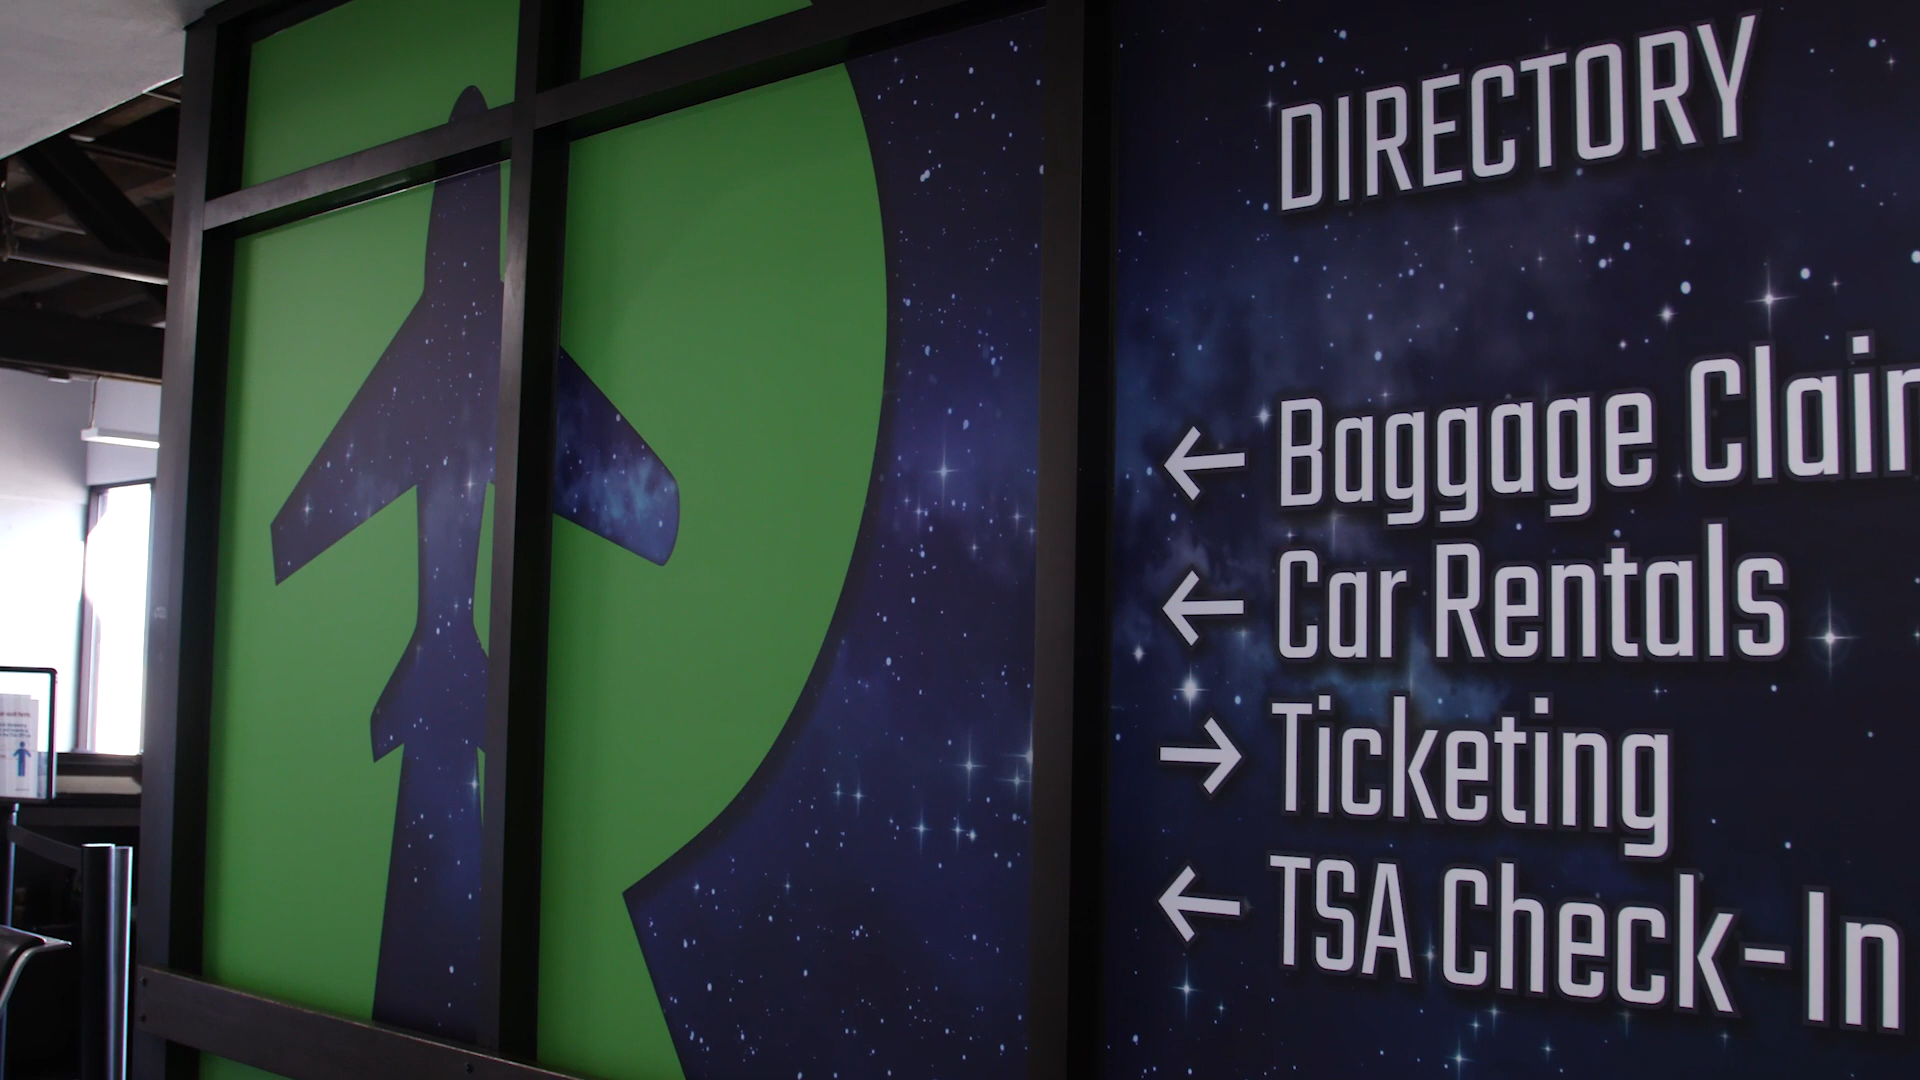 DIRECTORY
← Baggage Clai
← Car Rentals
→ Ticketing
← TSA Check-In